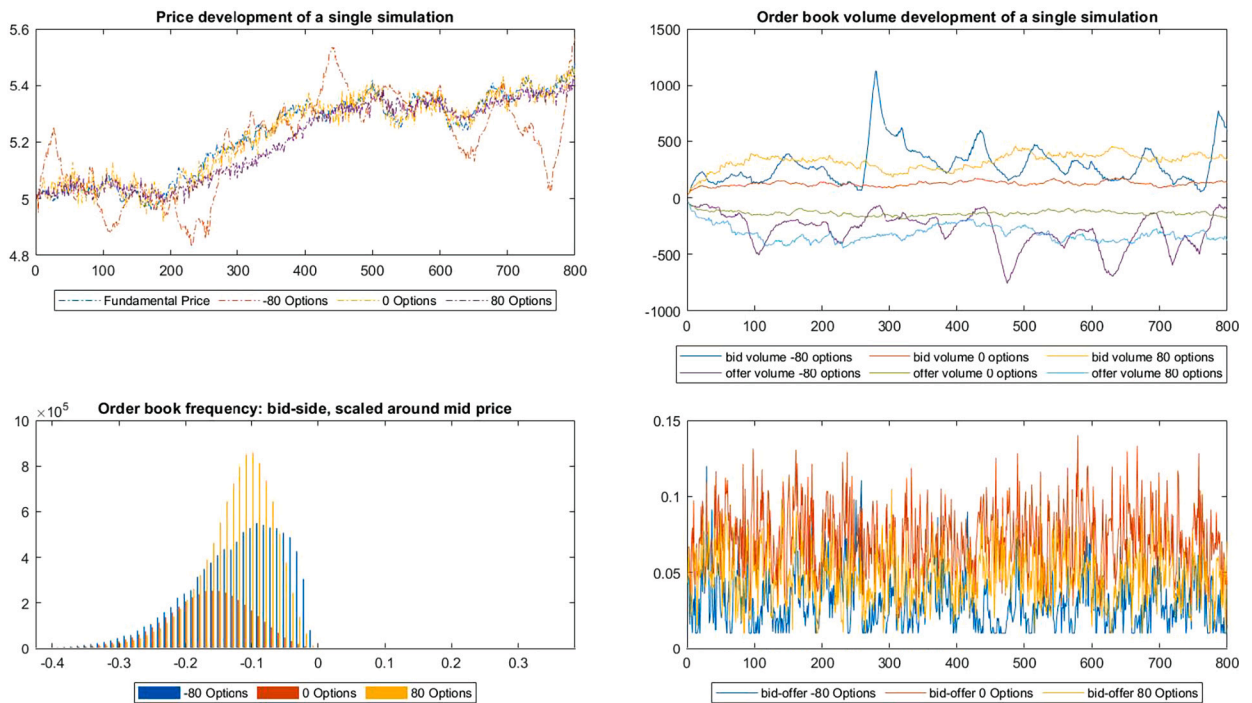 Price development of a single simulation
5.6
5.4
5.2
5
4.8
0 100 200 300 400 500 600 700 800
Fundamental Price -80 Options 0 Options 80 Options
Order book volume development of a single simulation
1500
1000
500
0
-500
-1000
0 100 200 300 400 500 600 700 800
bid volume -80 options bid volume 0 options bid volume 80 options
offer volume -80 options offer volume 0 options offer volume 80 options
Order book frequency: bid-side, scaled around mid price
10 × 10⁵
8
6
4
2
0
-0.4 -0.3 -0.2 -0.1 0 0.1 0.2 0.3
-80 Options 0 Options 80 Options
0.15
0.1
0.05
0
0 100 200 300 400 500 600 700 800
bid-offer -80 Options bid-offer 0 Options bid-offer 80 Options